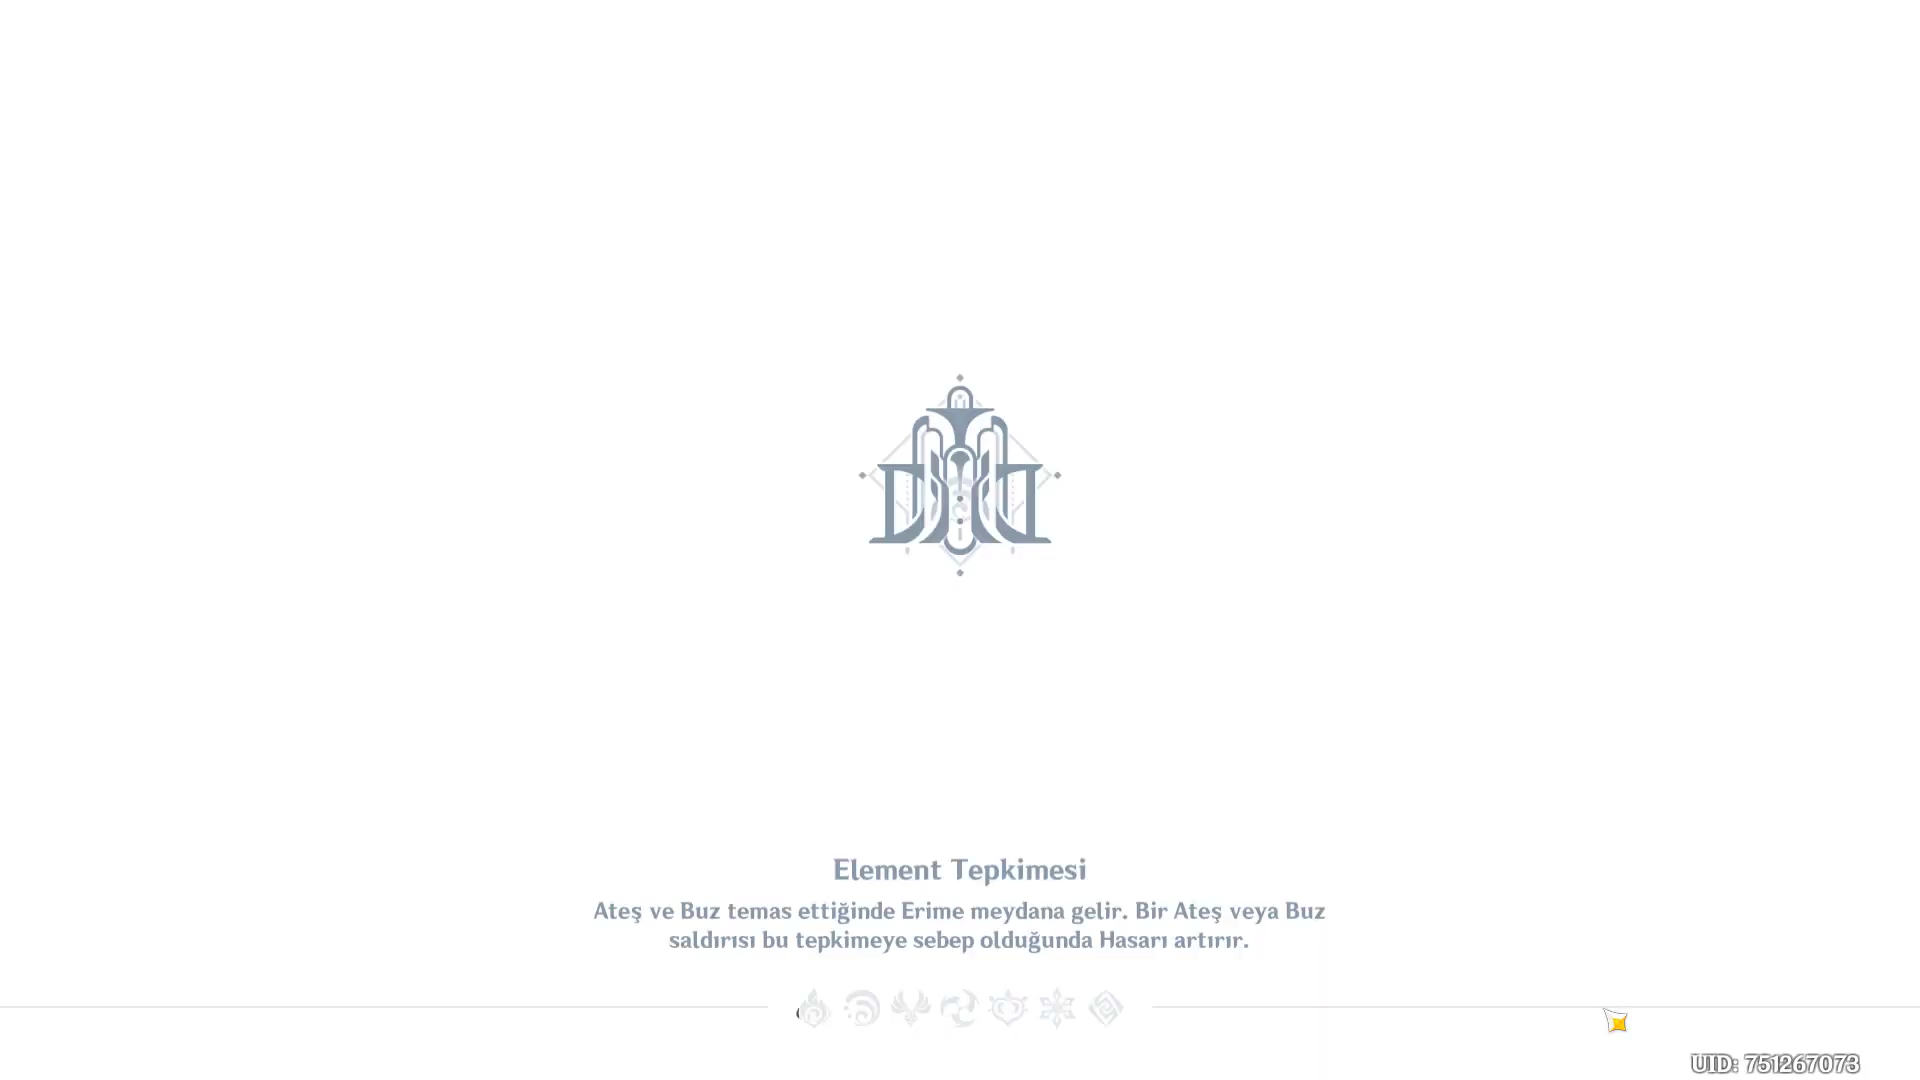 Element Tepkimesi
Ateş ve Buz temas ettiğinde Erime meydana gelir. Bir Ateş veya Buz
saldırısı bu tepkimeye sebep olduğunda Hasarı artırır.
UID: 751267073